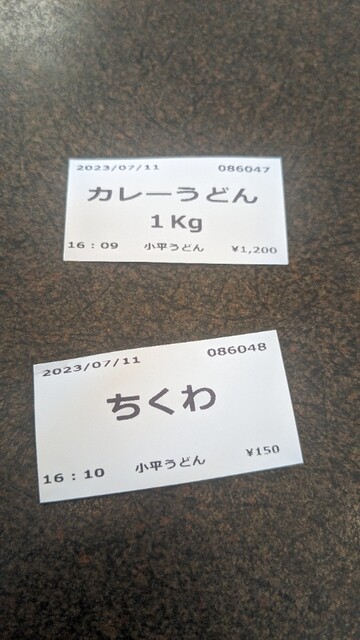 2023/07/11 086047
カレーうどん
1Kg
16:09 小平うどん ¥1,200
2023/07/11 086048
ちくわ
16:10 小平うどん ¥150